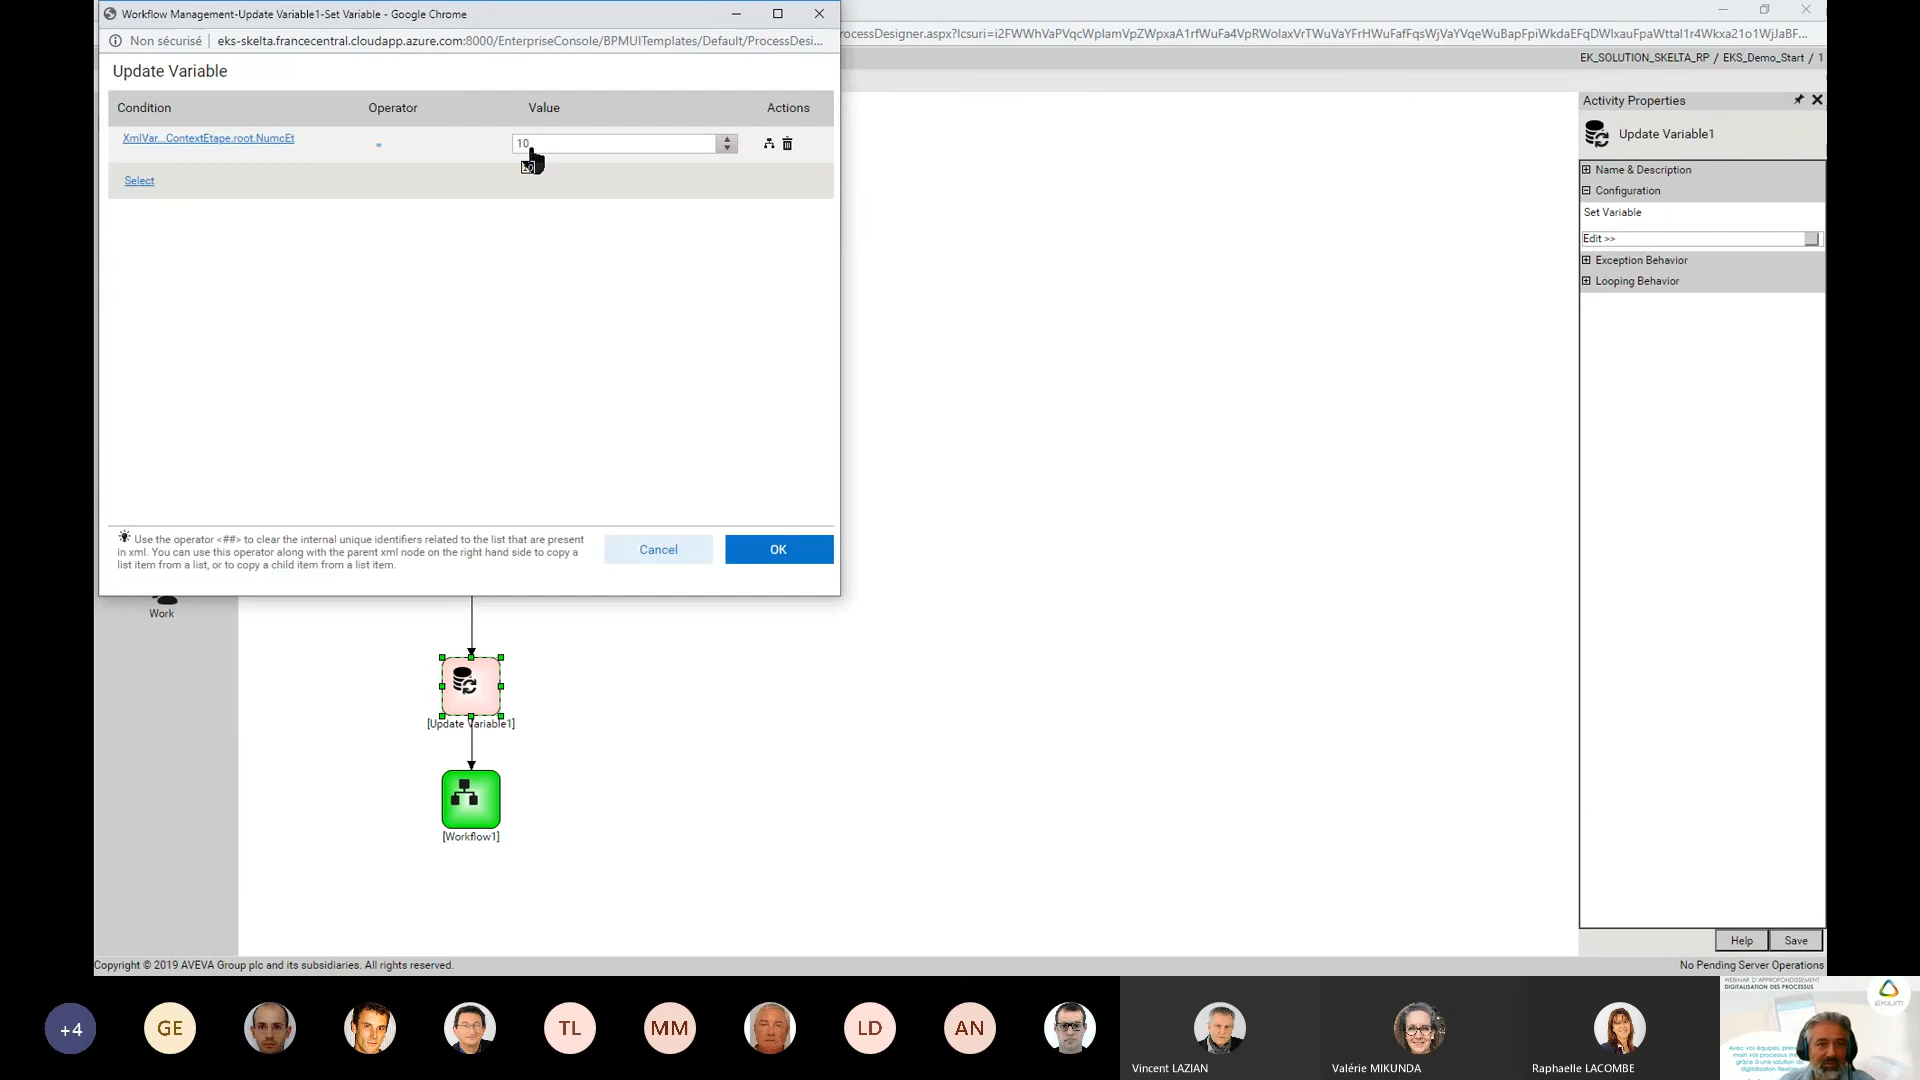 Workflow Management-Update Variable1-Set Variable - Google Chrome
Non sécurisé | eks-skelta.francecentral.cloudapp.azure.com:8000/EnterpriseConsole/BPMUITemplates/Default/ProcessDesi...
Update Variable
Condition Operator Value Actions
XmlVar...ContextEtape.root.NumcEt = 10
Select
Use the operator <##> to clear the internal unique identifiers related to the list that are present
in xml. You can use this operator along with the parent xml node on the right hand side to copy a
list item from a list, or to copy a child item from a list item.
Cancel
OK
EK_SOLUTION_SKELTA_RP / EKS_Demo_Start / 1
Activity Properties
Update Variable1
Name & Description
Configuration
Set Variable
Edit >>
Exception Behavior
Looping Behavior
Work
[Update Variable1]
[Workflow1]
Help
Save
Copyright © 2019 AVEVA Group plc and its subsidiaries. All rights reserved.
No Pending Server Operations
+4
GE
TL
MM
LD
AN
Vincent LAZIAN
Valérie MIKUNDA
Raphaelle LACOMBE
WEBINAR D'APPROFONDISSEMENT
DIGITALISATION DES PROCESSUS
EKIUM